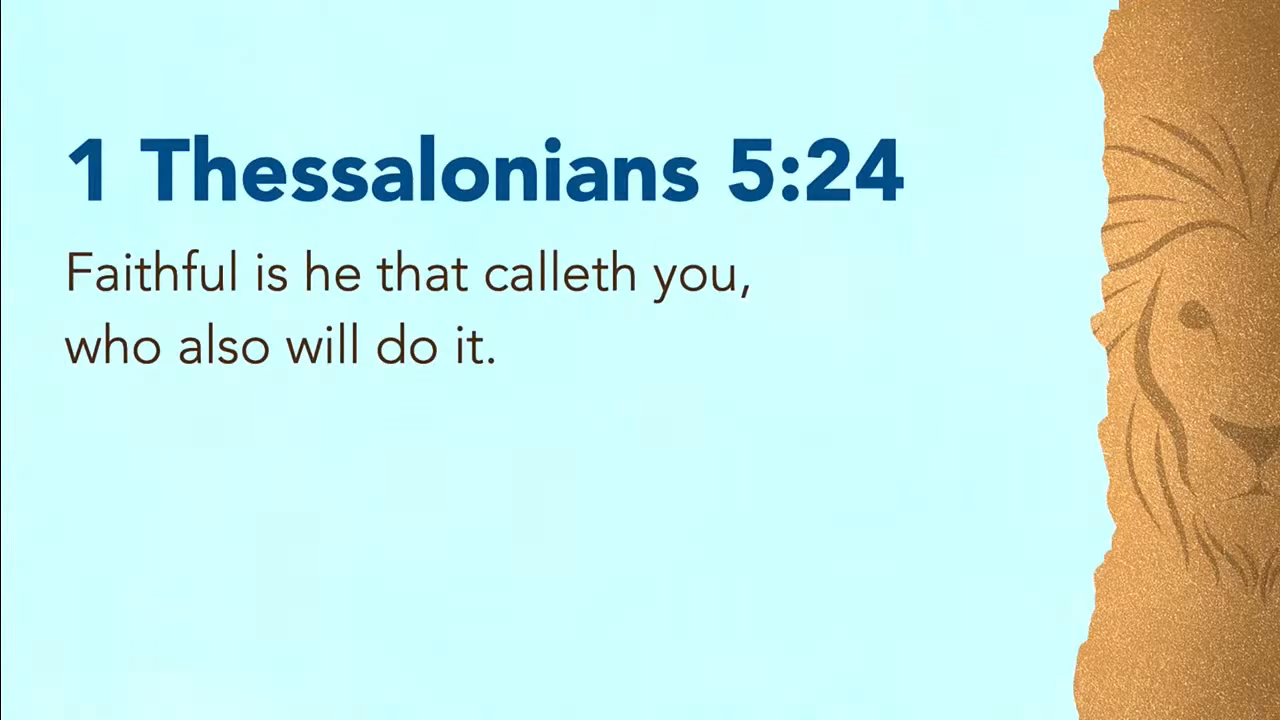 1 Thessalonians 5:24
Faithful is he that calleth you,
who also will do it.